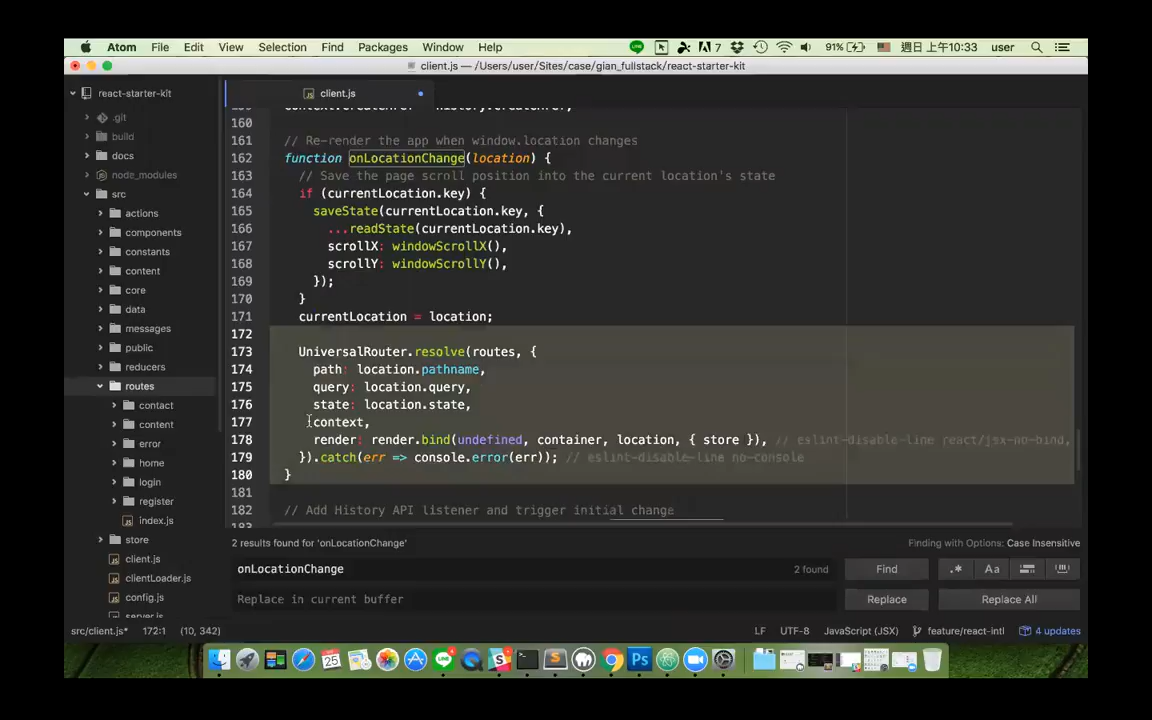 Atom File Edit View Selection Find Packages Window Help 7 91% 週日 上午10:33 user
client.js — /Users/user/Sites/case/gian_fullstack/react-starter-kit
react-starter-kit
client.js
.git
build
docs
node_modules
src
actions
components
constants
content
core
data
messages
public
reducers
routes
contact
content
error
home
login
register
index.js
store
client.js
clientLoader.js
config.js
server.js
160
161 // Re-render the app when window.location changes
162 function onLocationChange(location) {
163 // Save the page scroll position into the current location's state
164 if (currentLocation.key) {
165 saveState(currentLocation.key, {
166 ...readState(currentLocation.key),
167 scrollX: windowScrollX(),
168 scrollY: windowScrollY(),
169 });
170 }
171 currentLocation = location;
172
173 UniversalRouter.resolve(routes, {
174 path: location.pathname,
175 query: location.query,
176 state: location.state,
177 context,
178 render: render.bind(undefined, container, location, { store }), // eslint-disable-line react/jsx-no-bind,
179 }).catch(err => console.error(err)); // eslint-disable-line no-console
180 }
181
182 // Add History API listener and trigger initial change
2 results found for 'onLocationChange' Finding with Options: Case Insensitive
onLocationChange 2 found Find .* Aa
Replace in current buffer Replace Replace All
src/client.js* 172:1 (10, 342) LF UTF-8 JavaScript (JSX) feature/react-intl 4 updates